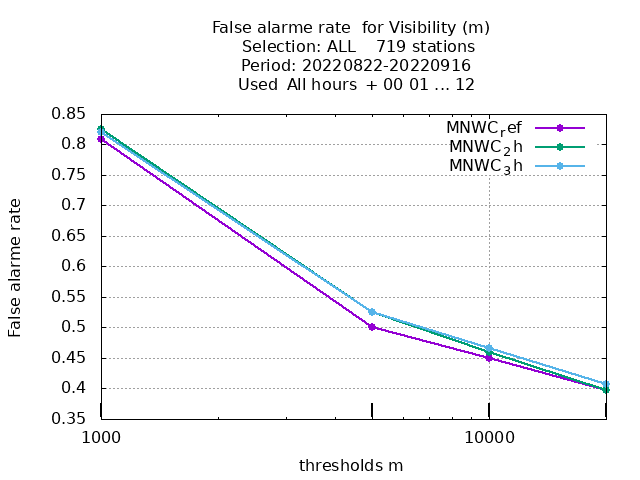 False alarme rate  for Visibility (m)
Selection: ALL    719 stations
Period: 20220822-20220916
Used  All hours  + 00 01 ... 12
0.85
0.8
0.75
0.7
0.65
0.6
0.55
0.5
0.45
0.4
0.35
False alarme rate
MNWC_ref
MNWC_2h
MNWC_3h
1000
10000
thresholds m